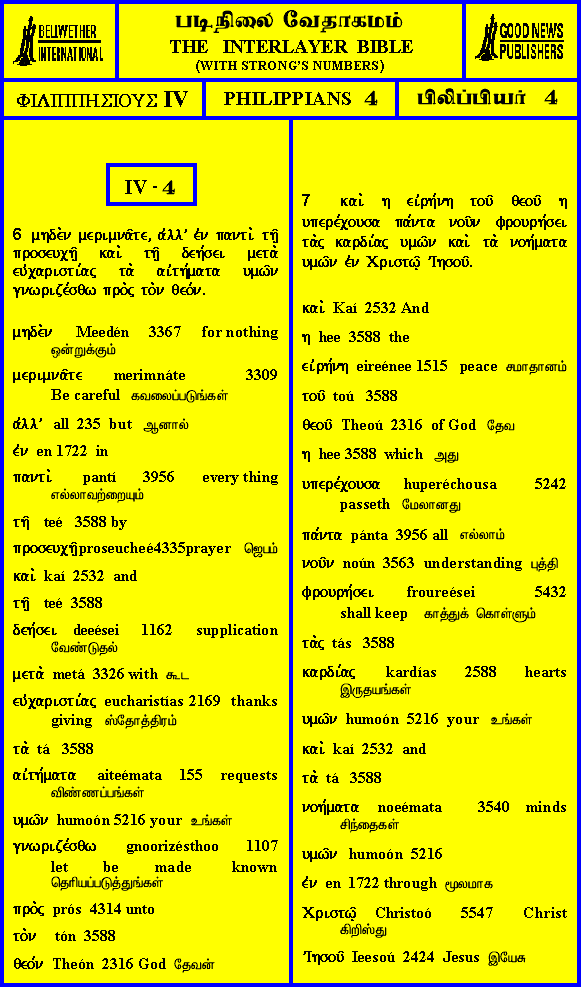 BELLWETHER
INTERNATIONAL
படிநிலை வேதாகமம்
THE INTERLAYER BIBLE
(WITH STRONG'S NUMBERS)
GOOD NEWS
PUBLISHERS
ΦΙΛΙΠΠΗΣΙΟΥΣ IV
PHILIPPIANS 4
பிலிப்பியர் 4
IV - 4
6 μηδὲν μεριμνᾶτε, ἀλλ' ἐν παντὶ τῇ
προσευχῇ καὶ τῇ δεήσει μετὰ
εὐχαριστίας τὰ αἰτήματα υμῶν
γνωριζέσθω πρὸς τὸν θεόν.
μηδὲν Meedén 3367 for nothing
ஒன்றுக்கும்
μεριμνᾶτε merimnáte 3309
Be careful கவலைப்படுங்கள்
ἀλλ' all 235 but ஆனால்
ἐν en 1722 in
παντὶ pantí 3956 every thing
எல்லாவற்றையும்
τῇ teé 3588 by
προσευχῇ proseucheé4335prayer ஜெபம்
καὶ kaí 2532 and
τῇ teé 3588
δεήσει deeései 1162 supplication
வேண்டுதல்
μετὰ metá 3326 with கூட
εὐχαριστίας eucharistías 2169 thanks
giving ஸ்தோத்திரம்
τὰ tá 3588
αἰτήματα aiteémata 155 requests
விண்ணப்பங்கள்
υμῶν humoón 5216 your உங்கள்
γνωριζέσθω gnoorizésthoo 1107
let be made known
தெரியப்படுத்துங்கள்
πρὸς prós 4314 unto
τὸν tón 3588
θεόν Theón 2316 God தேவன்
7 καὶ η εἰρήνη τοῦ θεοῦ η
υπερέχουσα πάντα νοῦν φρουρήσει
τὰς καρδίας υμῶν καὶ τὰ νοήματα
υμῶν ἐν Χριστῷ Ἰησοῦ.
καὶ Kaí 2532 And
η hee 3588 the
εἰρήνη eireénee 1515 peace சமாதானம்
τοῦ toú 3588
θεοῦ Theoú 2316 of God தேவ
η hee 3588 which அது
υπερέχουσα huperéchousa 5242
passeth மேலானது
πάντα pánta 3956 all எல்லாம்
νοῦν noún 3563 understanding புத்தி
φρουρήσει froureései 5432
shall keep காத்துக் கொள்ளும்
τὰς tás 3588
καρδίας kardías 2588 hearts
இருதயங்கள்
υμῶν humoón 5216 your உங்கள்
καὶ kaí 2532 and
τὰ tá 3588
νοήματα noeémata 3540 minds
சிந்தைகள்
υμῶν humoón 5216
ἐν en 1722 through மூலமாக
Χριστῷ Christoó 5547 Christ
கிறிஸ்து
Ἰησοῦ Ieesoú 2424 Jesus இயேசு